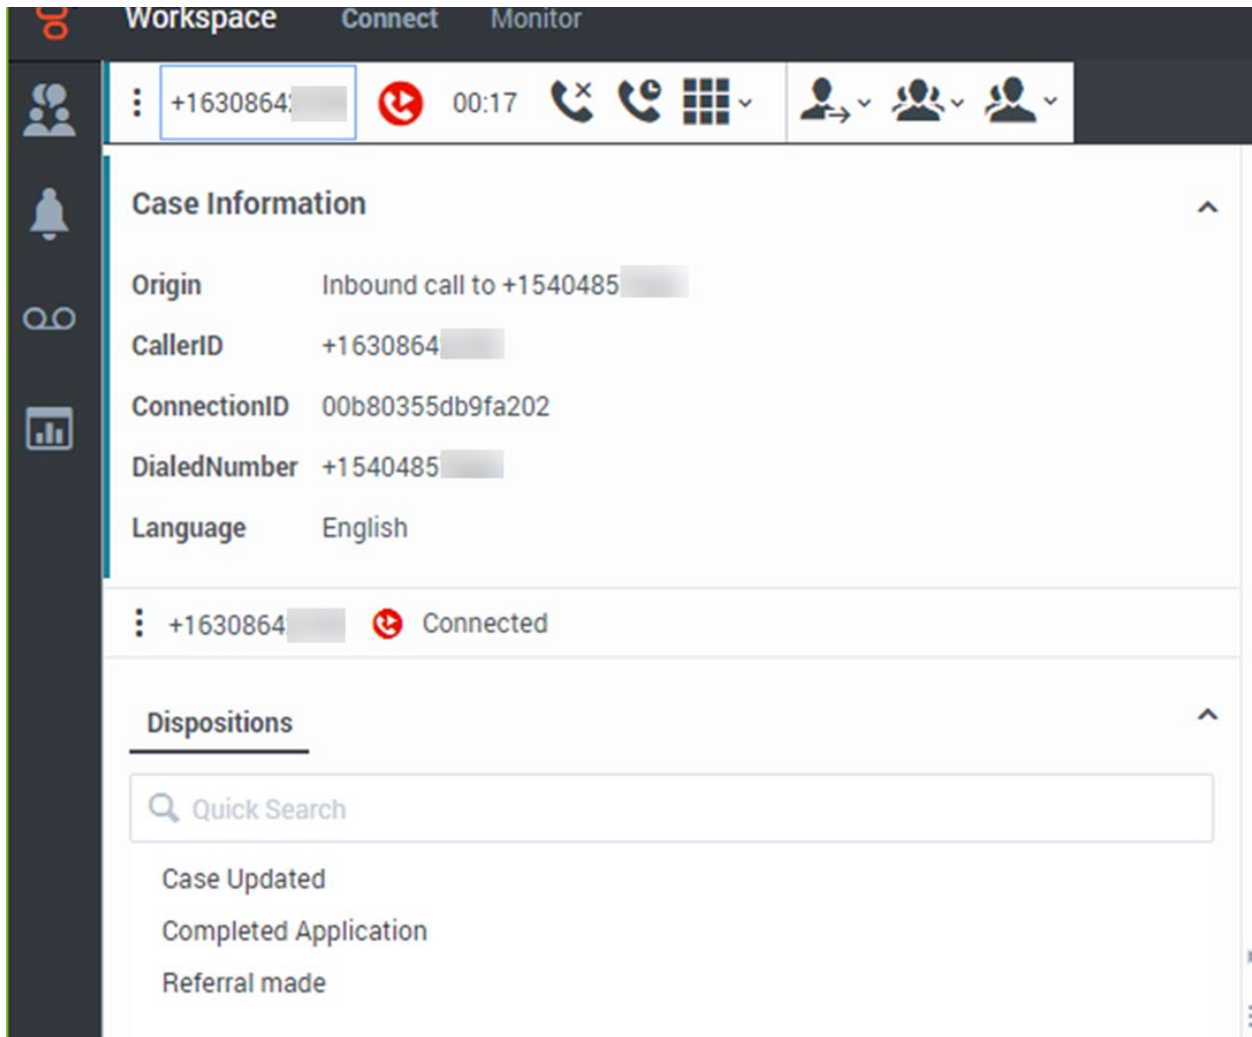 Workspace Connect Monitor
+1630864 00:17
Case Information
Origin Inbound call to +1540485
CallerID +1630864
ConnectionID 00b80355db9fa202
DialedNumber +1540485
Language English
+1630864 Connected
Dispositions
Quick Search
Case Updated
Completed Application
Referral made